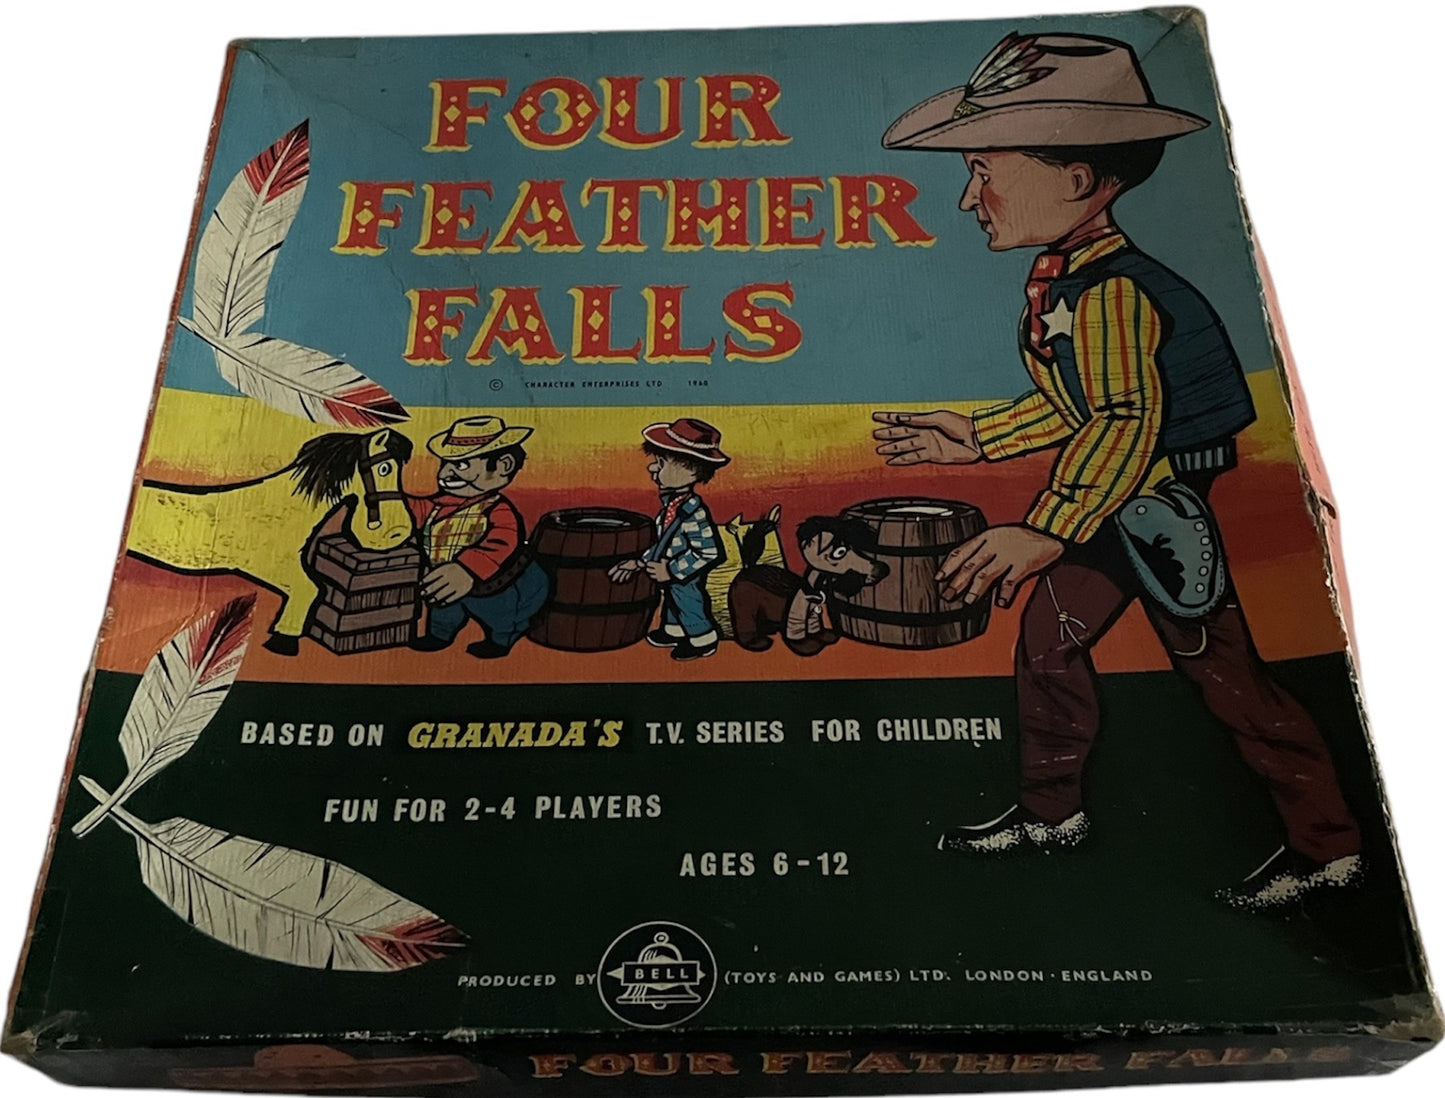 FOUR
FEATHER
FALLS
© CHARACTER ENTERPRISES LTD 1960
BASED ON GRANADA'S T.V. SERIES FOR CHILDREN
FUN FOR 2-4 PLAYERS
AGES 6-12
PRODUCED BY BELL (TOYS AND GAMES) LTD. LONDON · ENGLAND
FOUR FEATHER FALLS